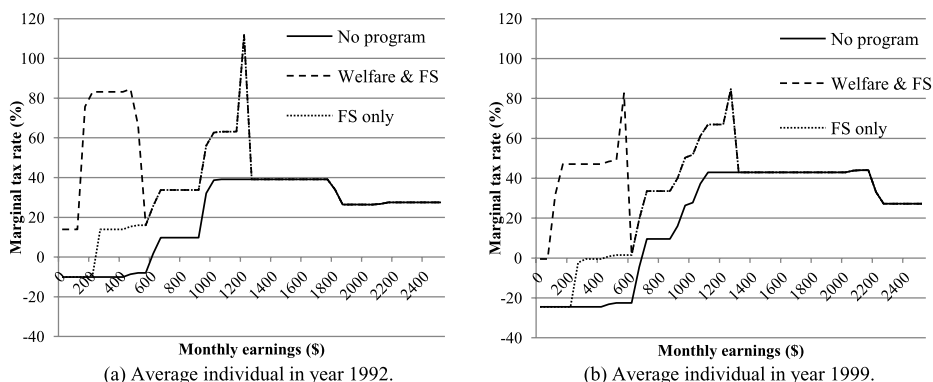 120
100
80
60
40
20
0
-20
-40
Marginal tax rate (%)
No program
Welfare & FS
FS only
0 200 400 600 800 1000 1200 1400 1600 1800 2000 2200 2400
Monthly earnings ($)
(a) Average individual in year 1992.
120
100
80
60
40
20
0
-20
-40
Marginal tax rate (%)
No program
Welfare & FS
FS only
0 200 400 600 800 1000 1200 1400 1600 1800 2000 2200 2400
Monthly earnings ($)
(b) Average individual in year 1999.